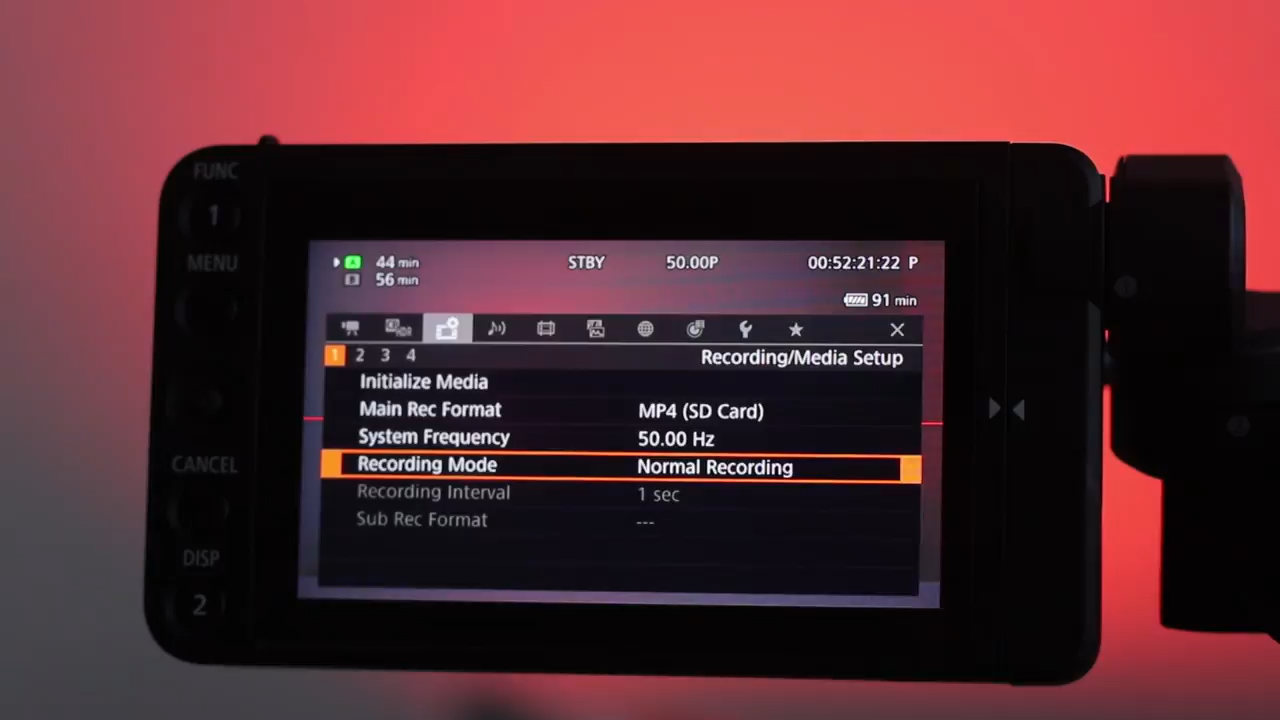 FUNC
1
MENU
CANCEL
DISP
2
A 44 min STBY 50.00P 00:52:21:22 P
B 56 min
91 min
HDR
1 2 3 4 Recording/Media Setup
Initialize Media
Main Rec Format MP4 (SD Card)
System Frequency 50.00 Hz
Recording Mode Normal Recording
Recording Interval 1 sec
Sub Rec Format ---